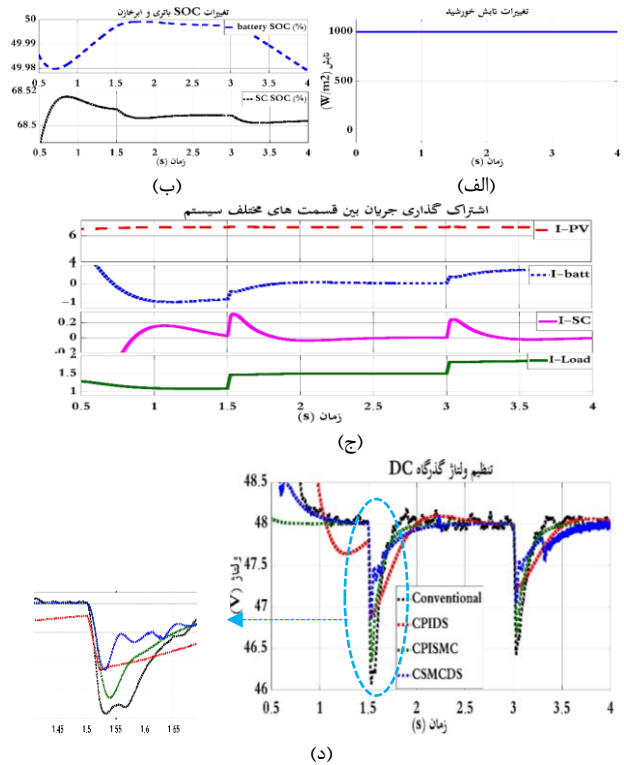 تغییرات SOC باتری و ابرخازن
50
49.99
49.98
battery SOC (%)
0.5 1 1.5 2 2.5 3 3.5 4
68.52
68.5
SC SOC (%)
0.5 1 1.5 2 2.5 3 3.5 4
زمان (s)
(ب)
تغییرات تابش خورشید
1000
500
0
تابش (W/m2)
0 1 2 3 4
زمان (s)
(الف)
اشتراک گذاری جریان بین قسمت های مختلف سیستم
6
4
I-PV
1
0
-1
I-batt
0.2
0
I-SC
2
1.5
1
I-Load
0.5 1 1.5 2 2.5 3 3.5 4
زمان (s)
(ج)
تنظیم ولتاژ گذرگاه DC
48.5
48
47.5
47
46.5
46
ولتاژ (V)
Conventional
CPIDS
CPISMC
CSMCDS
0.5 1 1.5 2 2.5 3 3.5 4
زمان (s)
1.45 1.5 1.55 1.6 1.65
(د)